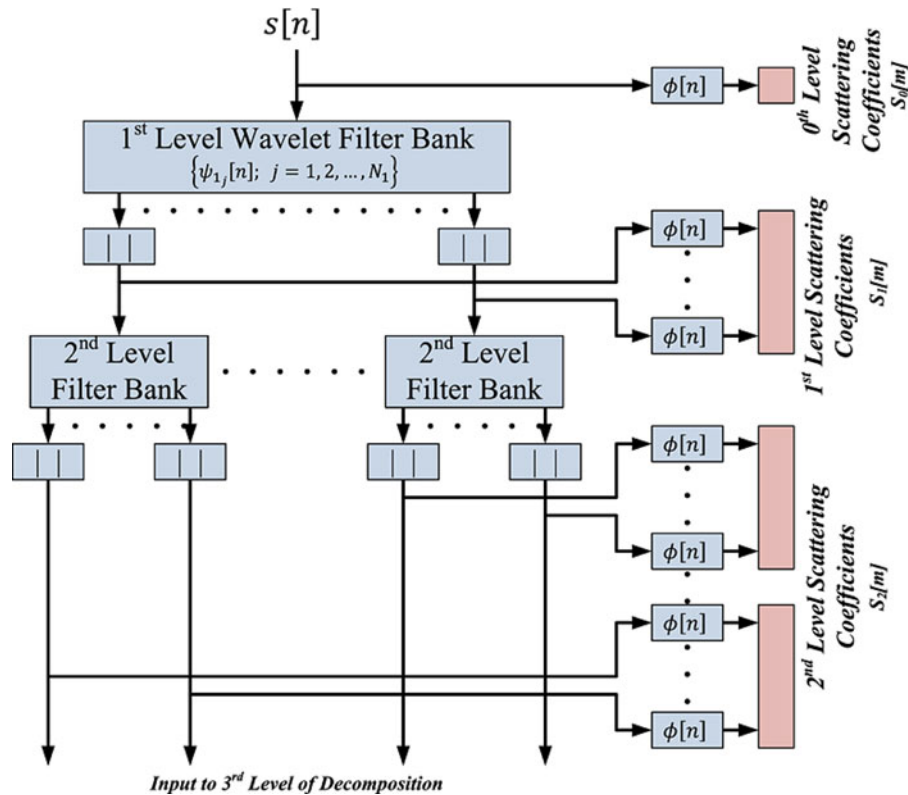 s[n]
ϕ[n]
0th Level
Scattering
Coefficients
S0[m]
1st Level Wavelet Filter Bank
{ψ1j[n]; j = 1, 2, ..., N1}
| |
| |
ϕ[n]
ϕ[n]
1st Level Scattering
Coefficients
S1[m]
2nd Level
Filter Bank
2nd Level
Filter Bank
| |
| |
| |
| |
ϕ[n]
ϕ[n]
ϕ[n]
ϕ[n]
2nd Level Scattering
Coefficients
S2[m]
Input to 3rd Level of Decomposition